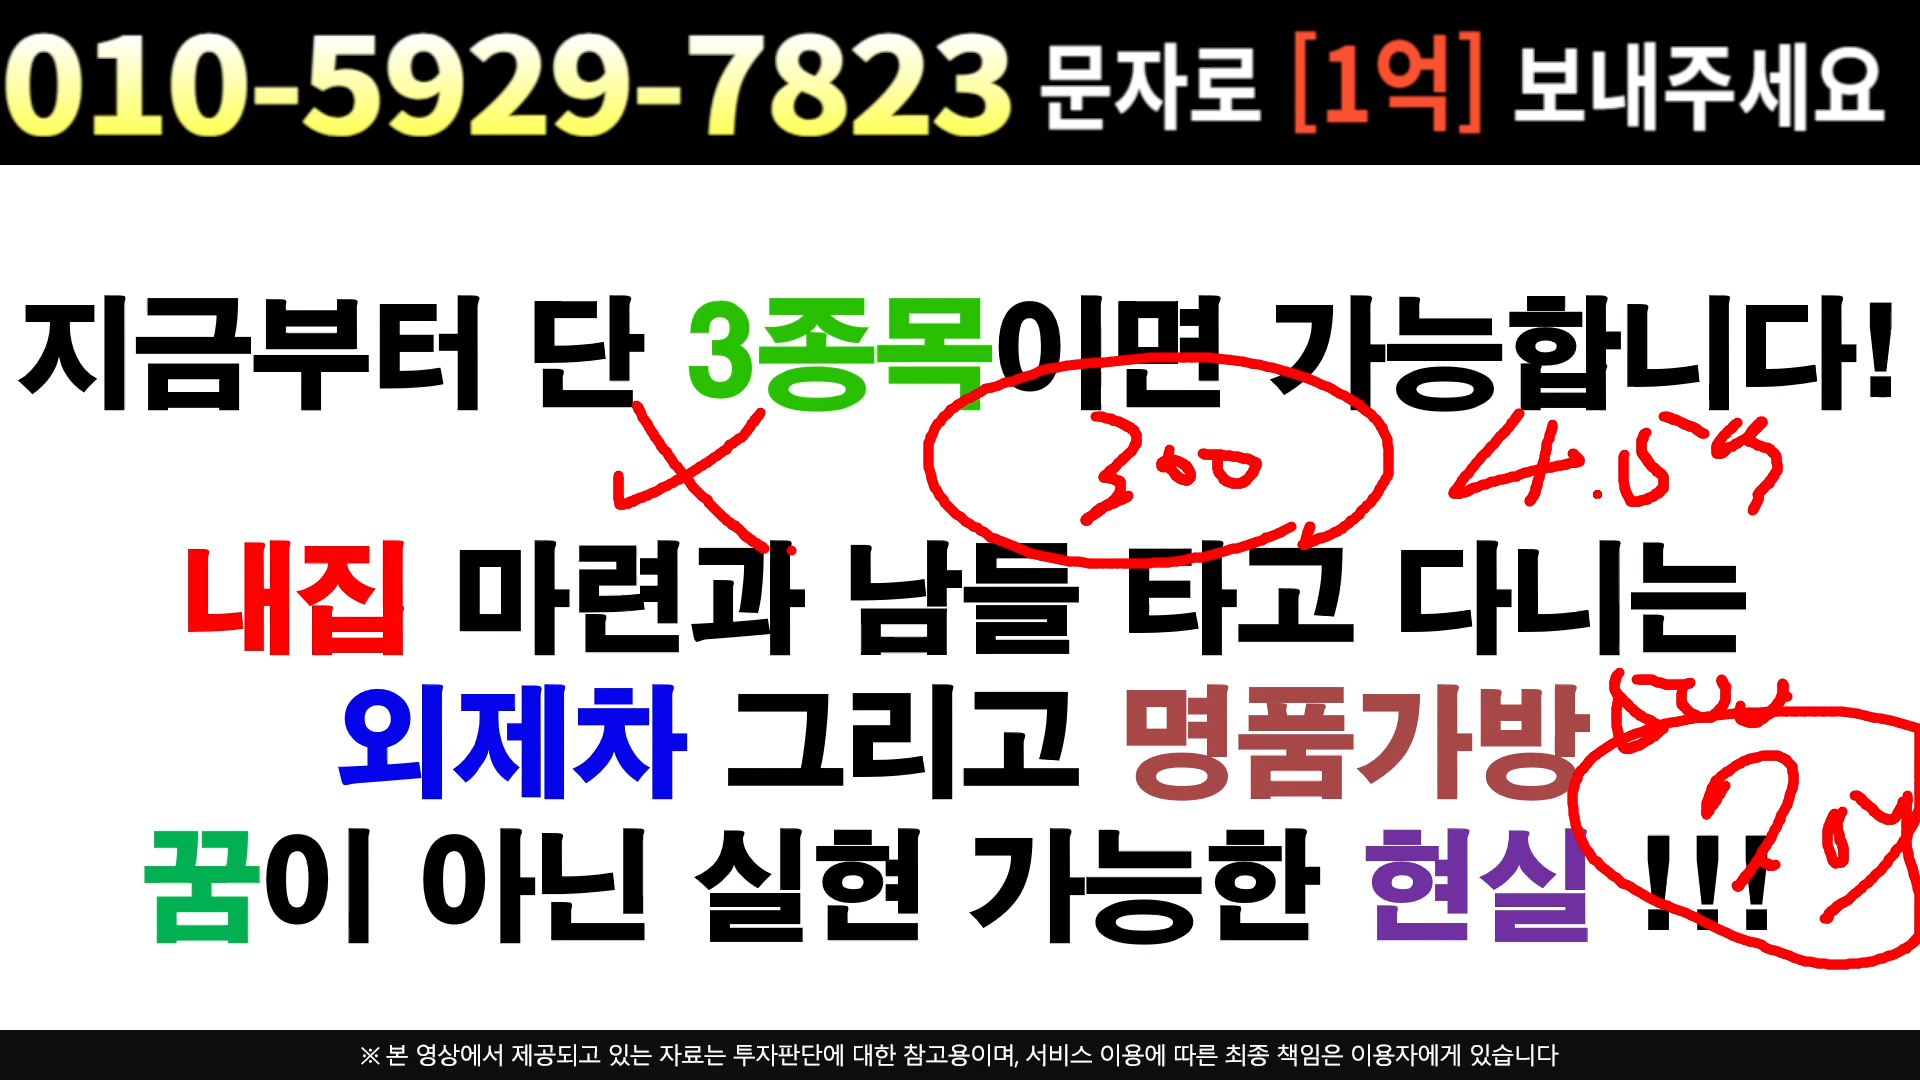 010-5929-7823 문자로 [1억] 보내주세요
지금부터 단 3종목이면 가능합니다!
300 4.5억
내집 마련과 남들 타고 다니는
외제차 그리고 명품가방
500
꿈이 아닌 실현 가능한 현실 !!!
※ 본 영상에서 제공되고 있는 자료는 투자판단에 대한 참고용이며, 서비스 이용에 따른 최종 책임은 이용자에게 있습니다